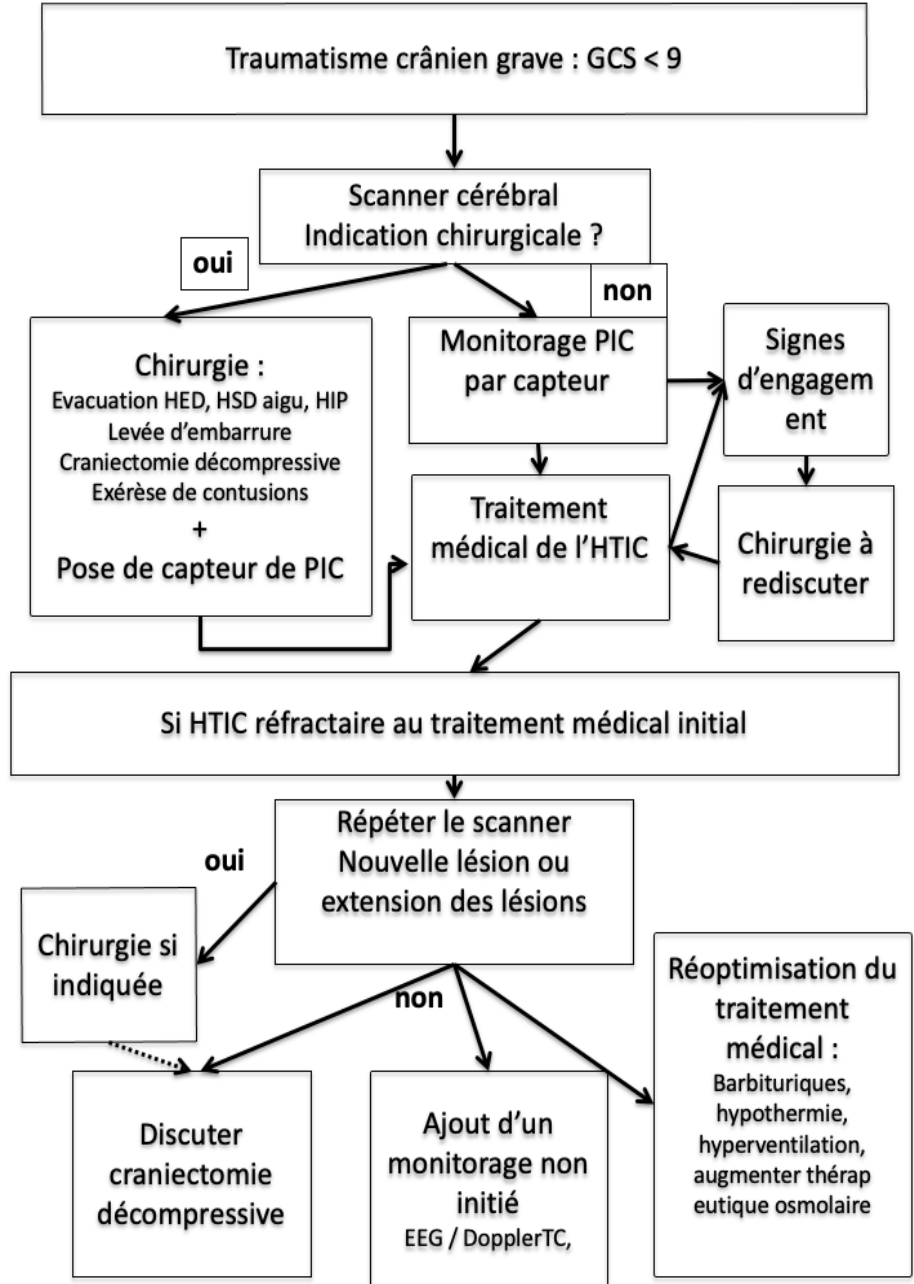 Traumatisme crânien grave : GCS < 9
Scanner cérébral
Indication chirurgicale ?
oui
non
Chirurgie :
Evacuation HED, HSD aigu, HIP
Levée d’embarrure
Craniectomie décompressive
Exérèse de contusions
+
Pose de capteur de PIC
Monitorage PIC
par capteur
Signes
d’engagem
ent
Traitement
médical de l’HTIC
Chirurgie à
rediscuter
Si HTIC réfractaire au traitement médical initial
Répéter le scanner
Nouvelle lésion ou
extension des lésions
oui
Chirurgie si
indiquée
non
Discuter
craniectomie
décompressive
Ajout d’un
monitorage non
initié
EEG / DopplerTC,
Réoptimisation du
traitement
médical :
Barbituriques,
hypothermie,
hyperventilation,
augmenter thérap
eutique osmolaire